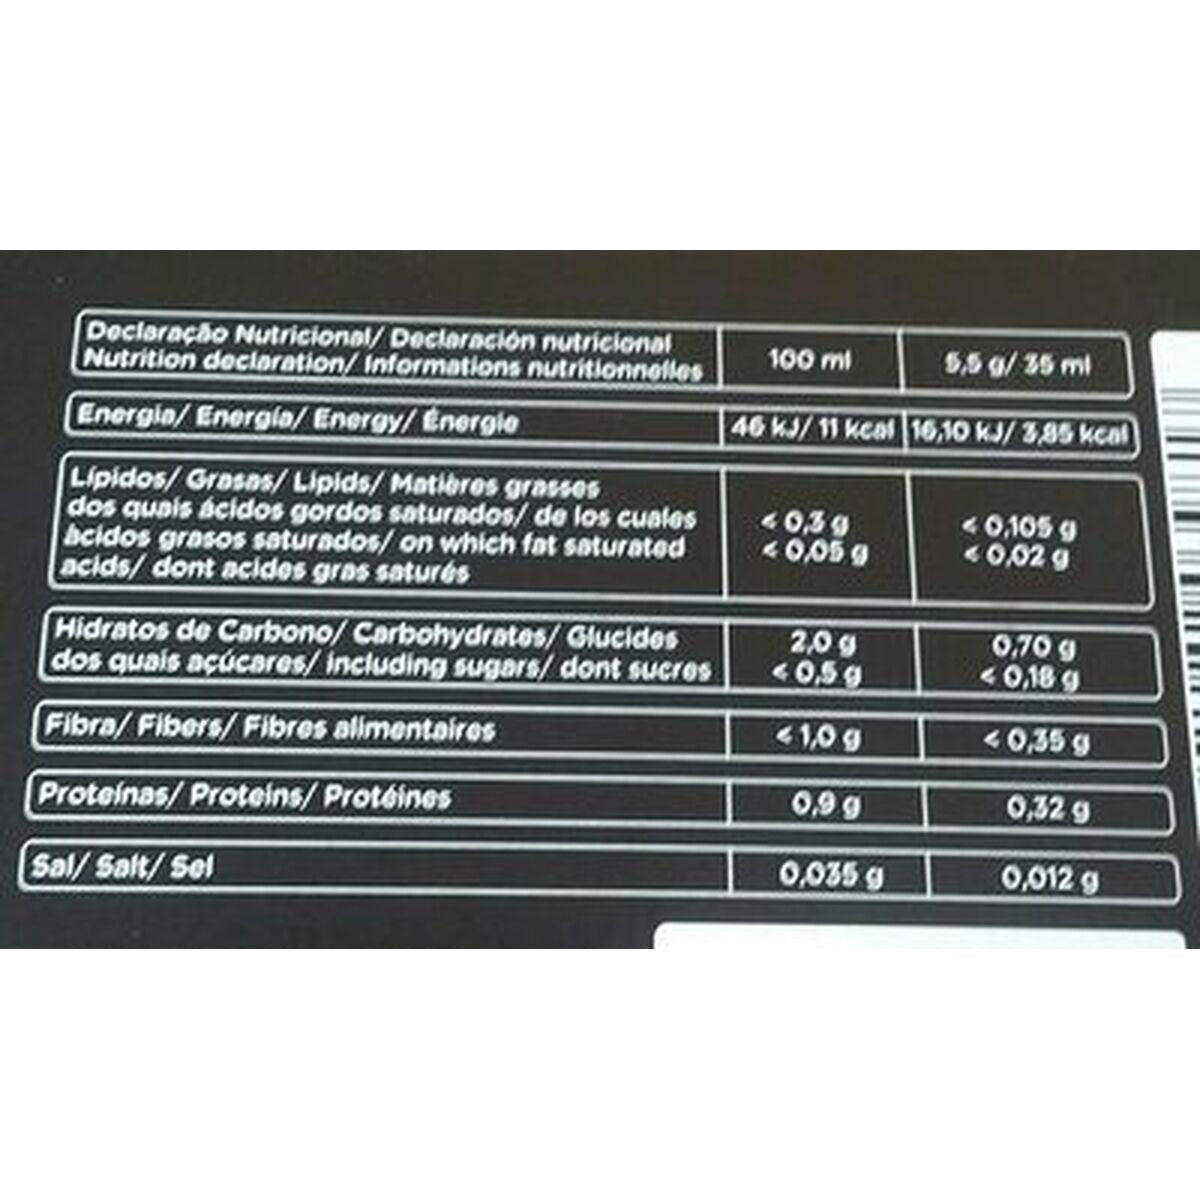 Declaração Nutricional/ Declaración nutricional
Nutrition declaration/ Informations nutritionnelles
100 ml
5,5 g/ 35 ml
Energia/ Energía/ Energy/ Énergie
46 kJ/ 11 kcal
16,10 kJ/ 3,85 kcal
Lípidos/ Grasas/ Lipids/ Matières grasses
dos quais ácidos gordos saturados/ de los cuales
ácidos grasos saturados/ on which fat saturated
acids/ dont acides gras saturés
< 0,3 g
< 0,05 g
< 0,105 g
< 0,02 g
Hidratos de Carbono/ Carbohydrates/ Glucides
dos quais açúcares/ including sugars/ dont sucres
2,0 g
< 0,5 g
0,70 g
< 0,18 g
Fibra/ Fibers/ Fibres alimentaires
< 1,0 g
< 0,35 g
Proteínas/ Proteins/ Protéines
0,9 g
0,32 g
Sal/ Salt/ Sel
0,035 g
0,012 g